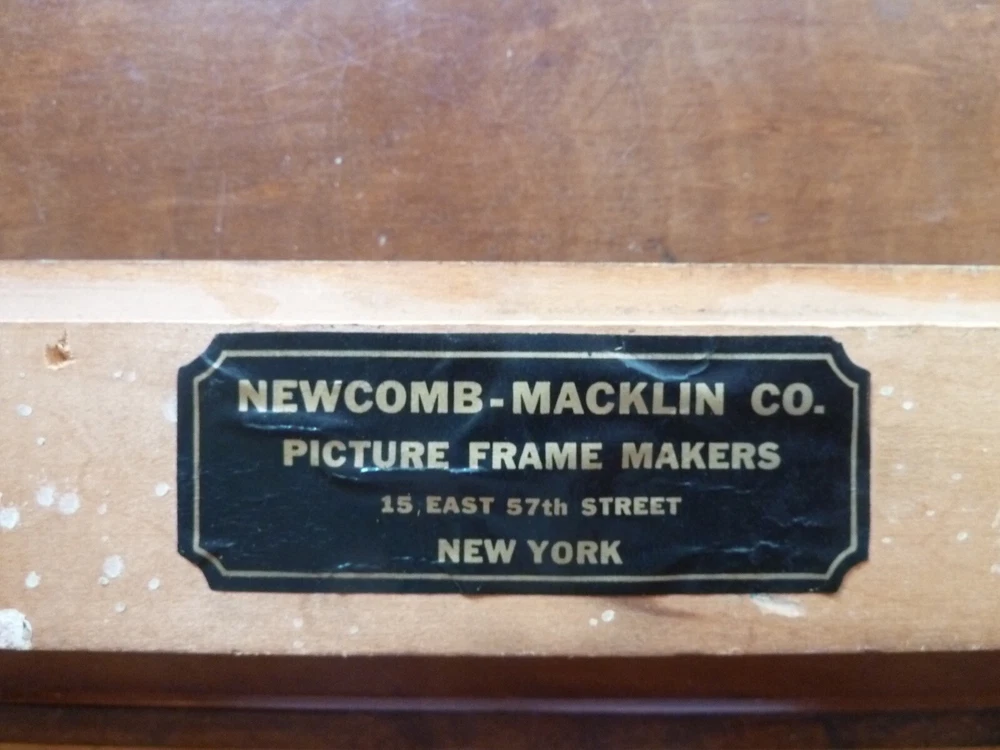 NEWCOMB-MACKLIN CO.
PICTURE FRAME MAKERS
15 EAST 57th STREET
NEW YORK